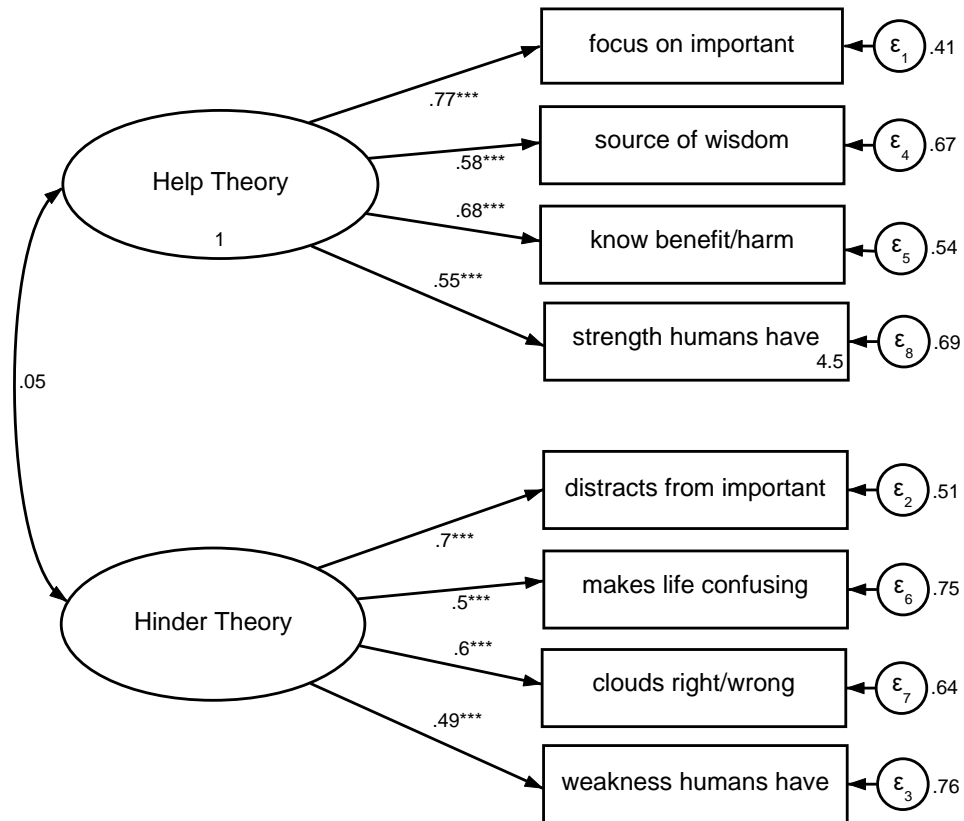 focus on important
ε1
.41
.77***
source of wisdom
ε4
.67
.58***
Help Theory
1
know benefit/harm
ε5
.54
.68***
strength humans have
4.5
ε8
.69
.55***
.05
distracts from important
ε2
.51
.7***
makes life confusing
ε6
.75
.5***
Hinder Theory
clouds right/wrong
ε7
.64
.6***
weakness humans have
ε3
.76
.49***